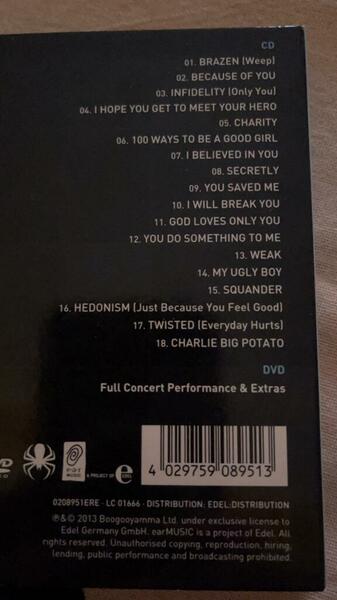 CD
01. BRAZEN (Weep)
02. BECAUSE OF YOU
03. INFIDELITY (Only You)
04. I HOPE YOU GET TO MEET YOUR HERO
05. CHARITY
06. 100 WAYS TO BE A GOOD GIRL
07. I BELIEVED IN YOU
08. SECRETLY
09. YOU SAVED ME
10. I WILL BREAK YOU
11. GOD LOVES ONLY YOU
12. YOU DO SOMETHING TO ME
13. WEAK
14. MY UGLY BOY
15. SQUANDER
16. HEDONISM (Just Because You Feel Good)
17. TWISTED (Everyday Hurts)
18. CHARLIE BIG POTATO
DVD
Full Concert Performance & Extras
ear MUSIC
A PROJECT OF edel
4 029759 089513
0208951ERE · LC 01666 · DISTRIBUTION: EDEL:DISTRIBUTION
℗&© 2013 Boogooyamma Ltd. under exclusive license to
Edel Germany GmbH. earMUSIC is a project of Edel. All
rights reserved. Unauthorised copying, reproduction, hiring,
lending, public performance and broadcasting prohibited.